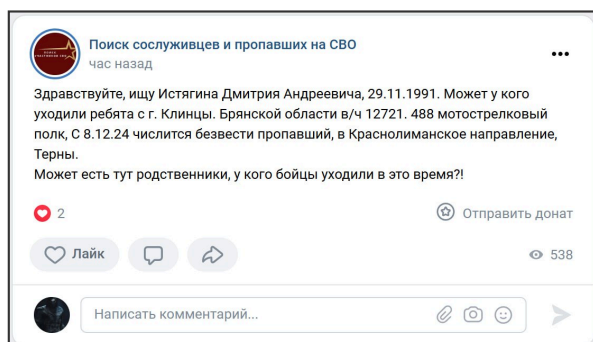 Поиск сослуживцев и пропавших на СВО
час назад
Здравствуйте, ищу Истягина Дмитрия Андреевича, 29.11.1991. Может у кого
уходили ребята с г. Клинцы. Брянской области в/ч 12721. 488 мотострелковый
полк, С 8.12.24 числится безвести пропавший, в Краснолиманское направление,
Терны.
Может есть тут родственники, у кого бойцы уходили в это время?!
2
Отправить донат
Лайк
538
Написать комментарий...